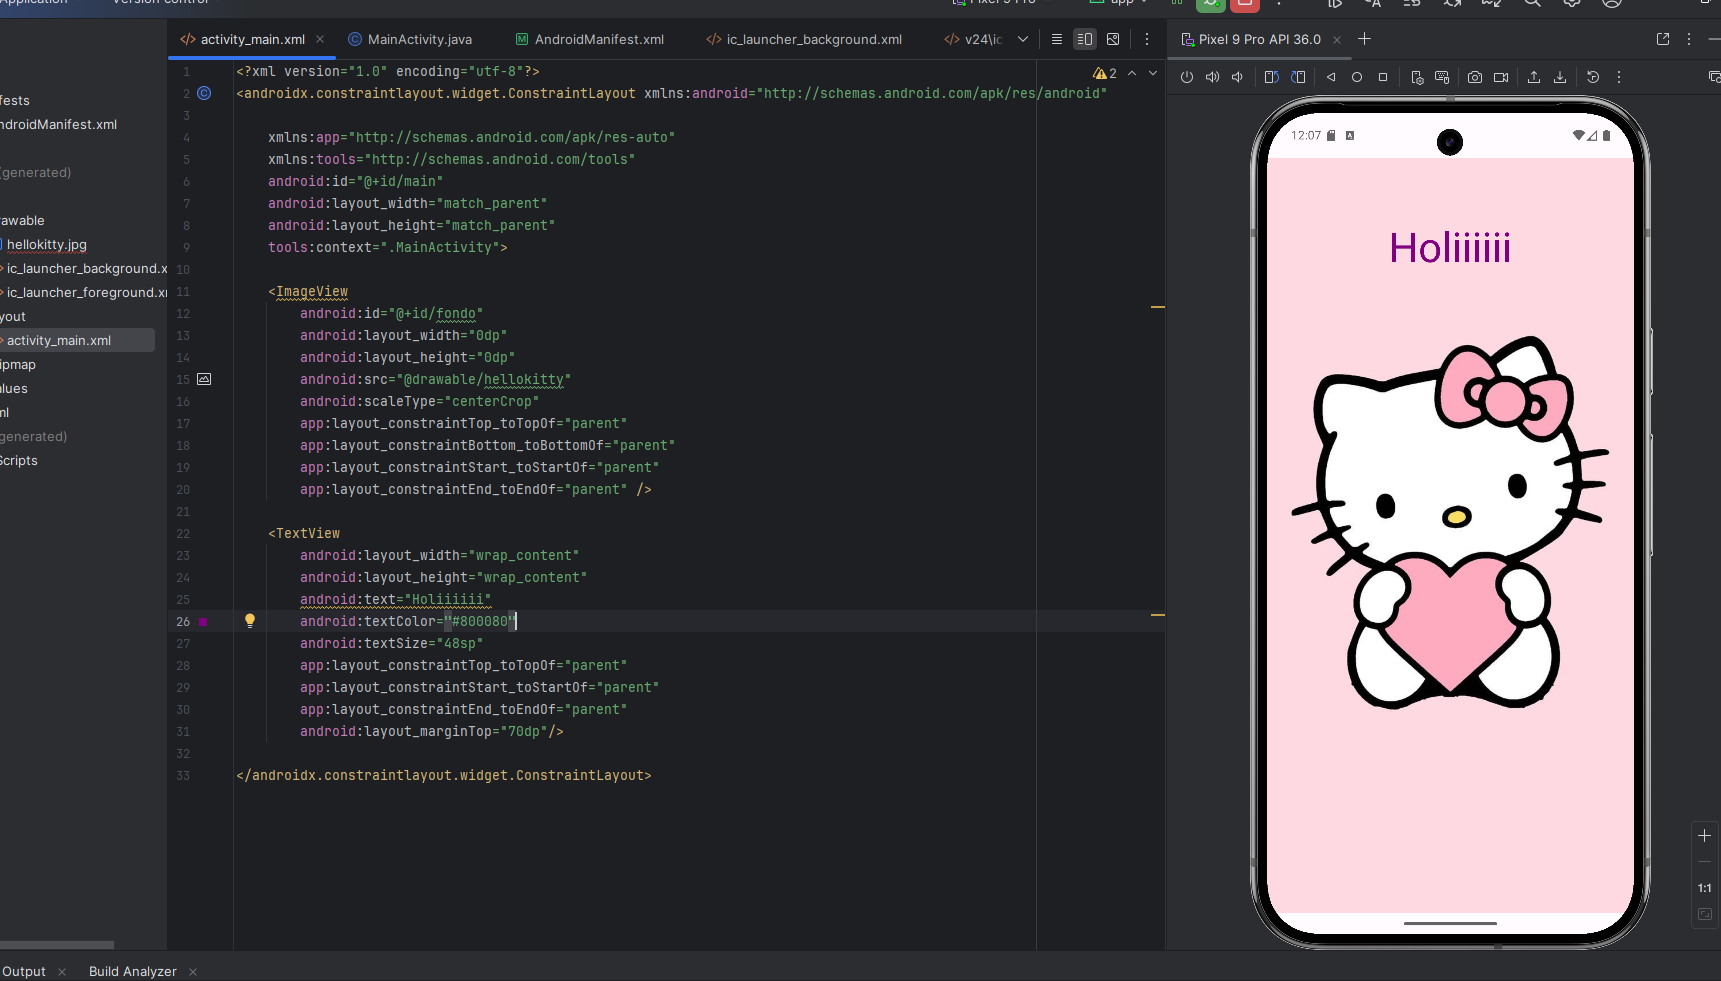 Pixel 9 Pro
app
activity_main.xml
MainActivity.java
AndroidManifest.xml
ic_launcher_background.xml
v24\ic
Pixel 9 Pro API 36.0
fests
ndroidManifest.xml
(generated)
awable
hellokitty.jpg
ic_launcher_background.x
ic_launcher_foreground.x
yout
activity_main.xml
ipmap
alues
ml
generated)
Scripts
2
1 <?xml version="1.0" encoding="utf-8"?>
2 <androidx.constraintlayout.widget.ConstraintLayout xmlns:android="http://schemas.android.com/apk/res/android"
3
4 xmlns:app="http://schemas.android.com/apk/res-auto"
5 xmlns:tools="http://schemas.android.com/tools"
6 android:id="@+id/main"
7 android:layout_width="match_parent"
8 android:layout_height="match_parent"
9 tools:context=".MainActivity">
10
11 <ImageView
12 android:id="@+id/fondo"
13 android:layout_width="0dp"
14 android:layout_height="0dp"
15 android:src="@drawable/hellokitty"
16 android:scaleType="centerCrop"
17 app:layout_constraintTop_toTopOf="parent"
18 app:layout_constraintBottom_toBottomOf="parent"
19 app:layout_constraintStart_toStartOf="parent"
20 app:layout_constraintEnd_toEndOf="parent" />
21
22 <TextView
23 android:layout_width="wrap_content"
24 android:layout_height="wrap_content"
25 android:text="Holiiiiii"
26 android:textColor="#800080"
27 android:textSize="48sp"
28 app:layout_constraintTop_toTopOf="parent"
29 app:layout_constraintStart_toStartOf="parent"
30 app:layout_constraintEnd_toEndOf="parent"
31 android:layout_marginTop="70dp"/>
32
33 </androidx.constraintlayout.widget.ConstraintLayout>
12:07
Holiiiiii
1:1
Output
Build Analyzer